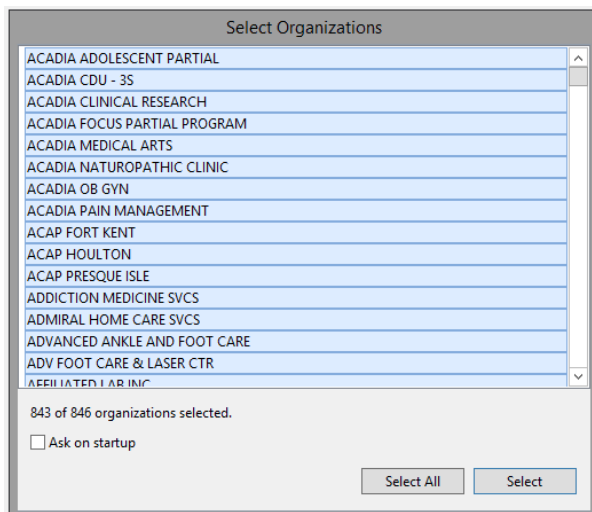 Select Organizations
ACADIA ADOLESCENT PARTIAL
ACADIA CDU - 3S
ACADIA CLINICAL RESEARCH
ACADIA FOCUS PARTIAL PROGRAM
ACADIA MEDICAL ARTS
ACADIA NATUROPATHIC CLINIC
ACADIA OB GYN
ACADIA PAIN MANAGEMENT
ACAP FORT KENT
ACAP HOULTON
ACAP PRESQUE ISLE
ADDICTION MEDICINE SVCS
ADMIRAL HOME CARE SVCS
ADVANCED ANKLE AND FOOT CARE
ADV FOOT CARE & LASER CTR
AFFILIATED LAB INC
843 of 846 organizations selected.
Ask on startup
Select All
Select